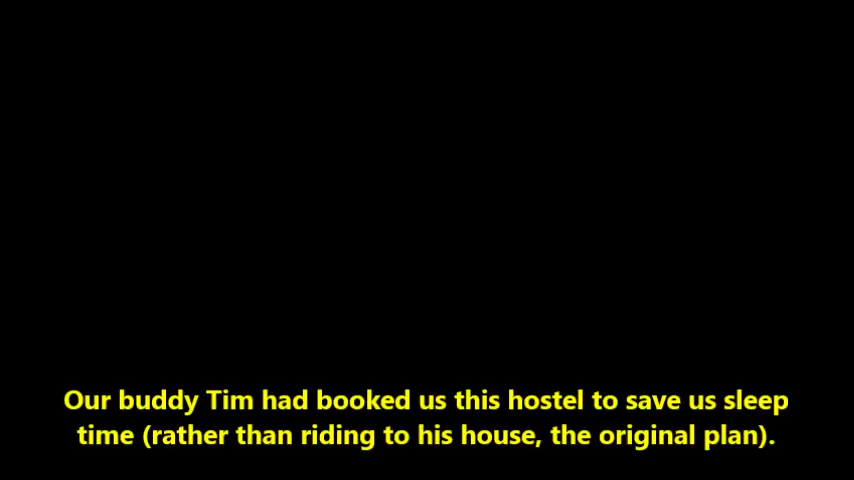 Our buddy Tim had booked us this hostel to save us sleep
time (rather than riding to his house, the original plan).